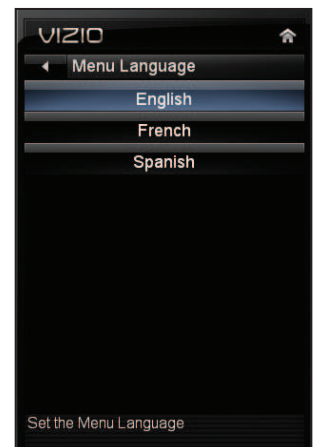 VIZIO
Menu Language
English
French
Spanish
Set the Menu Language